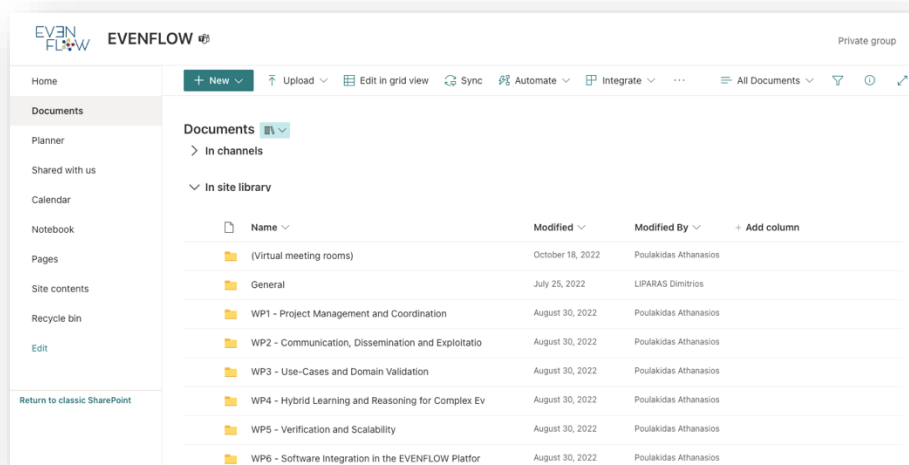 EVEN
FLOW
EVENFLOW
Private group
Home
Documents
Planner
Shared with us
Calendar
Notebook
Pages
Site contents
Recycle bin
Edit
Return to classic SharePoint
+ New
Upload
Edit in grid view
Sync
Automate
Integrate
···
All Documents
Documents
In channels
In site library
Name Modified Modified By + Add column
(Virtual meeting rooms) October 18, 2022 Poulakidas Athanasios
General July 25, 2022 LIPARAS Dimitrios
WP1 - Project Management and Coordination August 30, 2022 Poulakidas Athanasios
WP2 - Communication, Dissemination and Exploitatio August 30, 2022 Poulakidas Athanasios
WP3 - Use-Cases and Domain Validation August 30, 2022 Poulakidas Athanasios
WP4 - Hybrid Learning and Reasoning for Complex Ev August 30, 2022 Poulakidas Athanasios
WP5 - Verification and Scalability August 30, 2022 Poulakidas Athanasios
WP6 - Software Integration in the EVENFLOW Platfor August 30, 2022 Poulakidas Athanasios